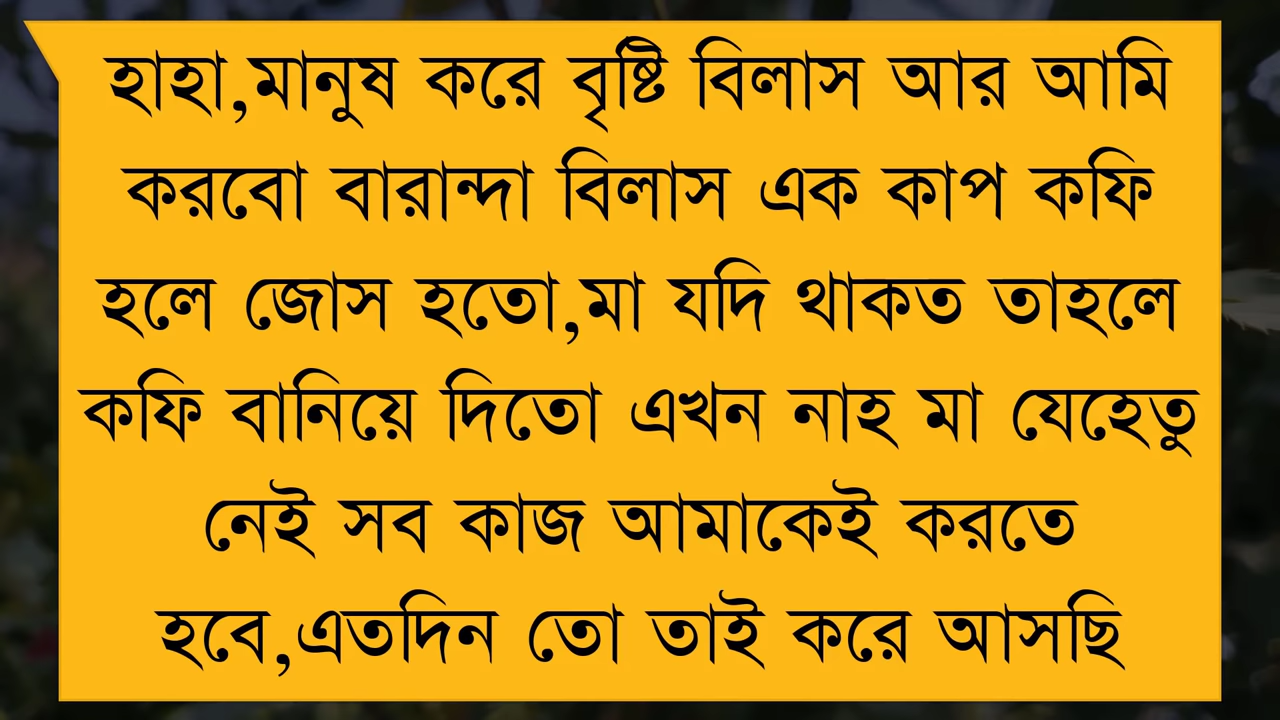 হাহা,মানুষ করে বৃষ্টি বিলাস আর আমি
করবো বারান্দা বিলাস এক কাপ কফি
হলে জোস হতো,মা যদি থাকত তাহলে
কফি বানিয়ে দিতো এখন নাহ মা যেহেতু
নেই সব কাজ আমাকেই করতে
হবে,এতদিন তো তাই করে আসছি